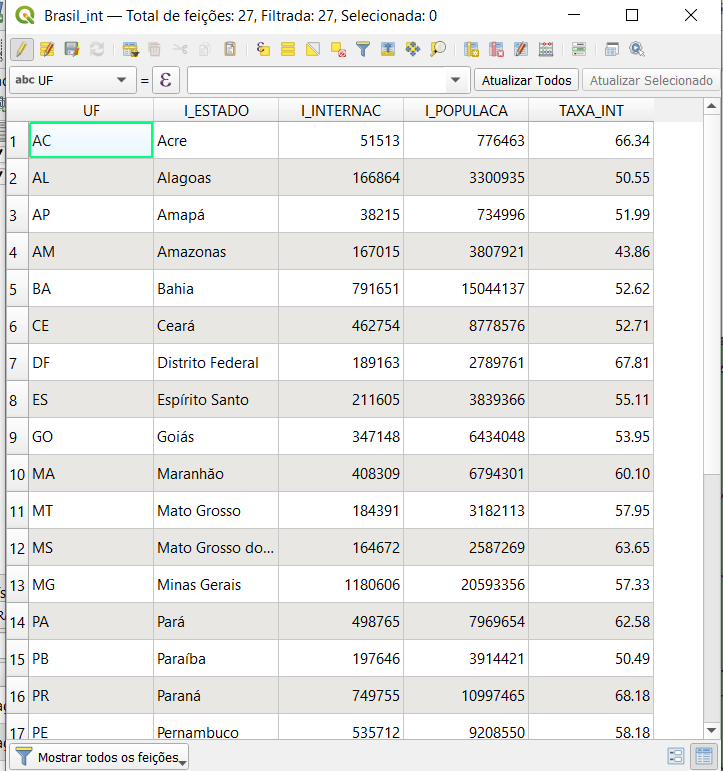 Brasil_int — Total de feições: 27, Filtrada: 27, Selecionada: 0
abc UF = ε Atualizar Todos Atualizar Selecionado
UF I_ESTADO I_INTERNAC I_POPULACA TAXA_INT
1 AC Acre 51513 776463 66.34
2 AL Alagoas 166864 3300935 50.55
3 AP Amapá 38215 734996 51.99
4 AM Amazonas 167015 3807921 43.86
5 BA Bahia 791651 15044137 52.62
6 CE Ceará 462754 8778576 52.71
7 DF Distrito Federal 189163 2789761 67.81
8 ES Espírito Santo 211605 3839366 55.11
9 GO Goiás 347148 6434048 53.95
10 MA Maranhão 408309 6794301 60.10
11 MT Mato Grosso 184391 3182113 57.95
12 MS Mato Grosso do... 164672 2587269 63.65
13 MG Minas Gerais 1180606 20593356 57.33
14 PA Pará 498765 7969654 62.58
15 PB Paraíba 197646 3914421 50.49
16 PR Paraná 749755 10997465 68.18
17 PE Pernambuco 535712 9208550 58.18
Mostrar todos os feições